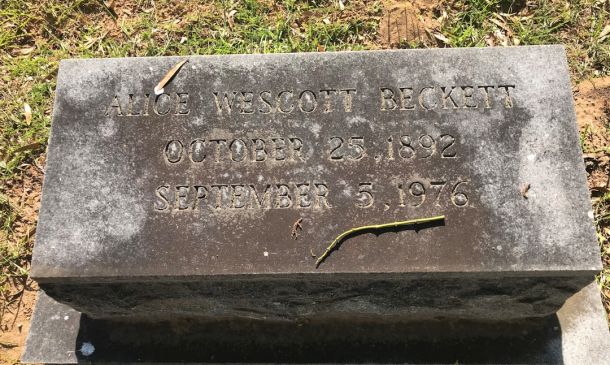 ALICE WESCOTT BECKETT
OCTOBER 25, 1892
SEPTEMBER 5, 1976